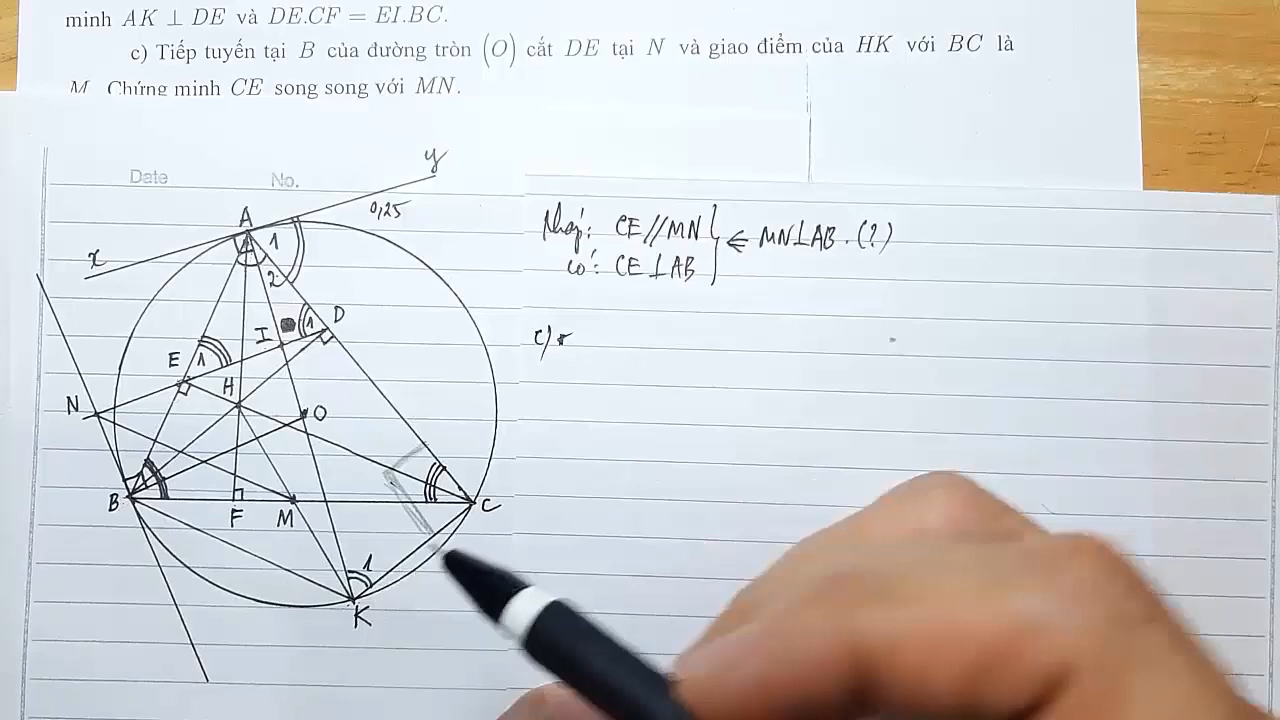 minh AK ⊥ DE và DE.CF = EI.BC.
c) Tiếp tuyến tại B của đường tròn (O) cắt DE tại N và giao điểm của HK với BC là
M. Chứng minh CE song song với MN.
Date No.
y
0,25
A
x
1
2
D
I
1
E
1
H
N
O
B
F
M
C
1
K
Nháp: CE//MN
có: CE⊥AB
⇐ MN⊥AB. (?)
c)